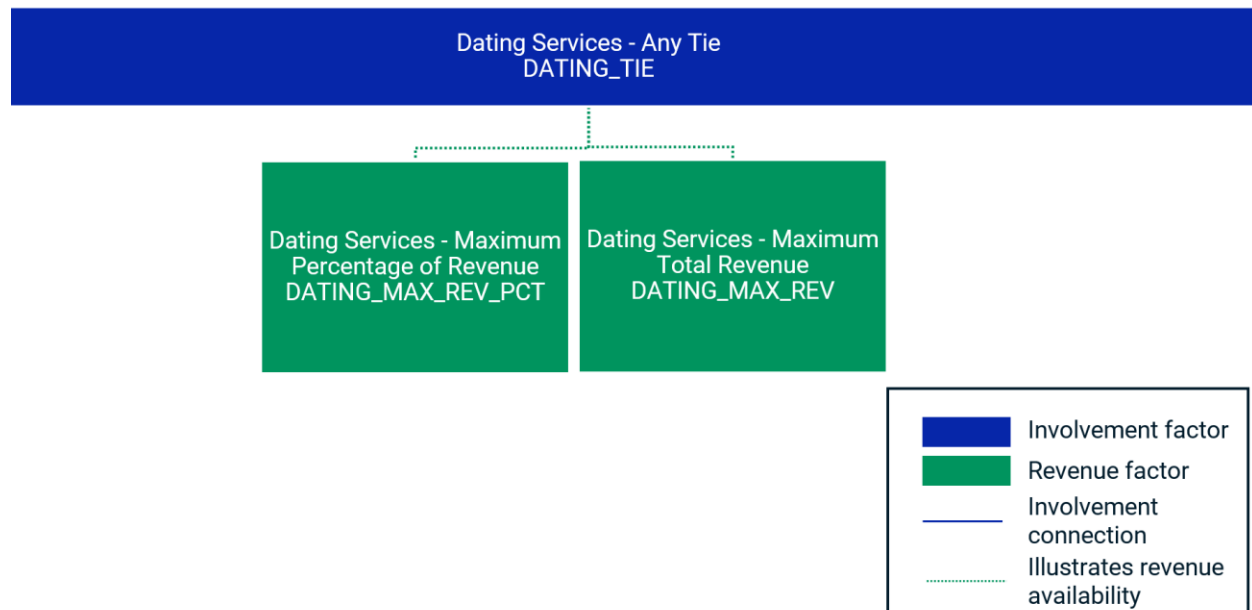 Dating Services - Any Tie
DATING_TIE
Dating Services - Maximum
Percentage of Revenue
DATING_MAX_REV_PCT
Dating Services - Maximum
Total Revenue
DATING_MAX_REV
Involvement factor
Revenue factor
Involvement
connection
Illustrates revenue
availability